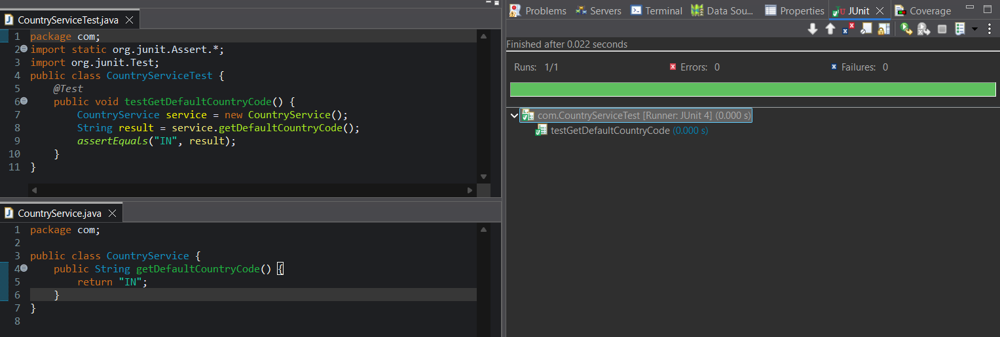 CountryServiceTest.java
1 package com;
2 import static org.junit.Assert.*;
3 import org.junit.Test;
4 public class CountryServiceTest {
5 @Test
6 public void testGetDefaultCountryCode() {
7 CountryService service = new CountryService();
8 String result = service.getDefaultCountryCode();
9 assertEquals("IN", result);
10 }
11 }
CountryService.java
1 package com;
2
3 public class CountryService {
4 public String getDefaultCountryCode() {
5 return "IN";
6 }
7 }
8
Problems Servers Terminal Data Sou... Properties JUnit Coverage
Finished after 0.022 seconds
Runs: 1/1 Errors: 0 Failures: 0
com.CountryServiceTest [Runner: JUnit 4] (0.000 s)
testGetDefaultCountryCode (0.000 s)